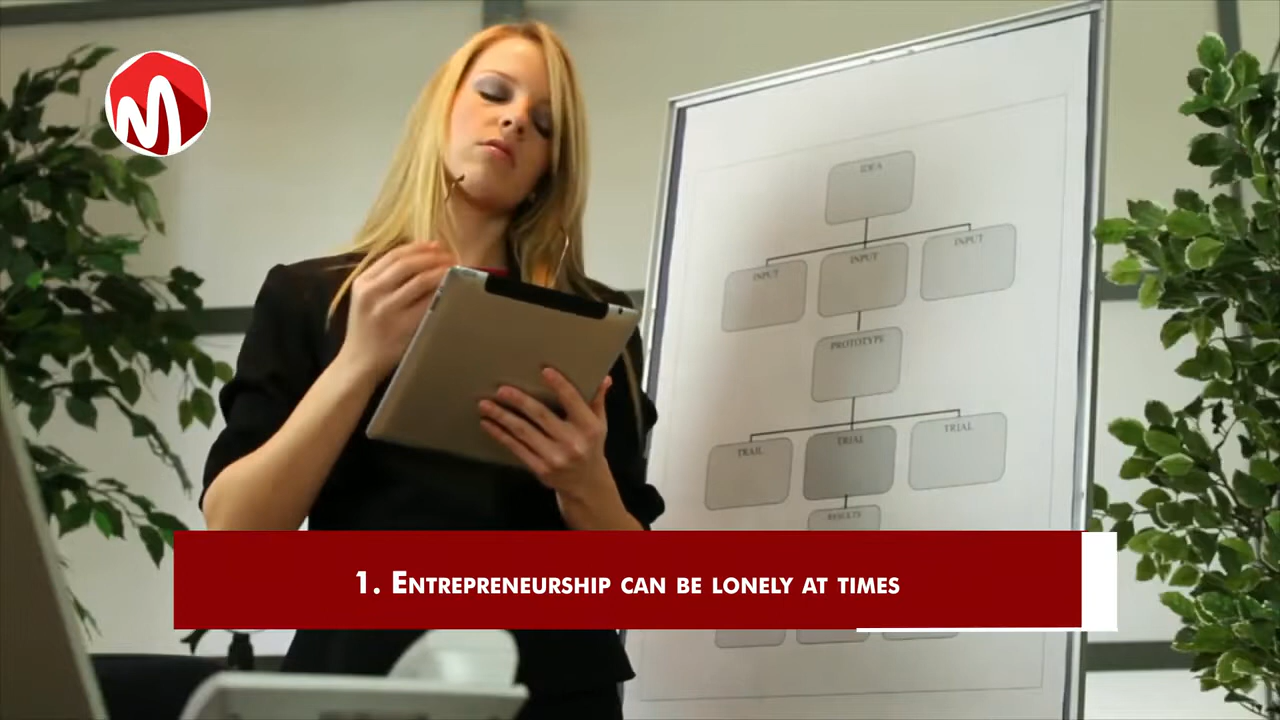 IDEA
INPUT
INPUT
INPUT
PROTOTYPE
TRAIL
TRIAL
TRIAL
RESULTS
1. Entrepreneurship can be lonely at times